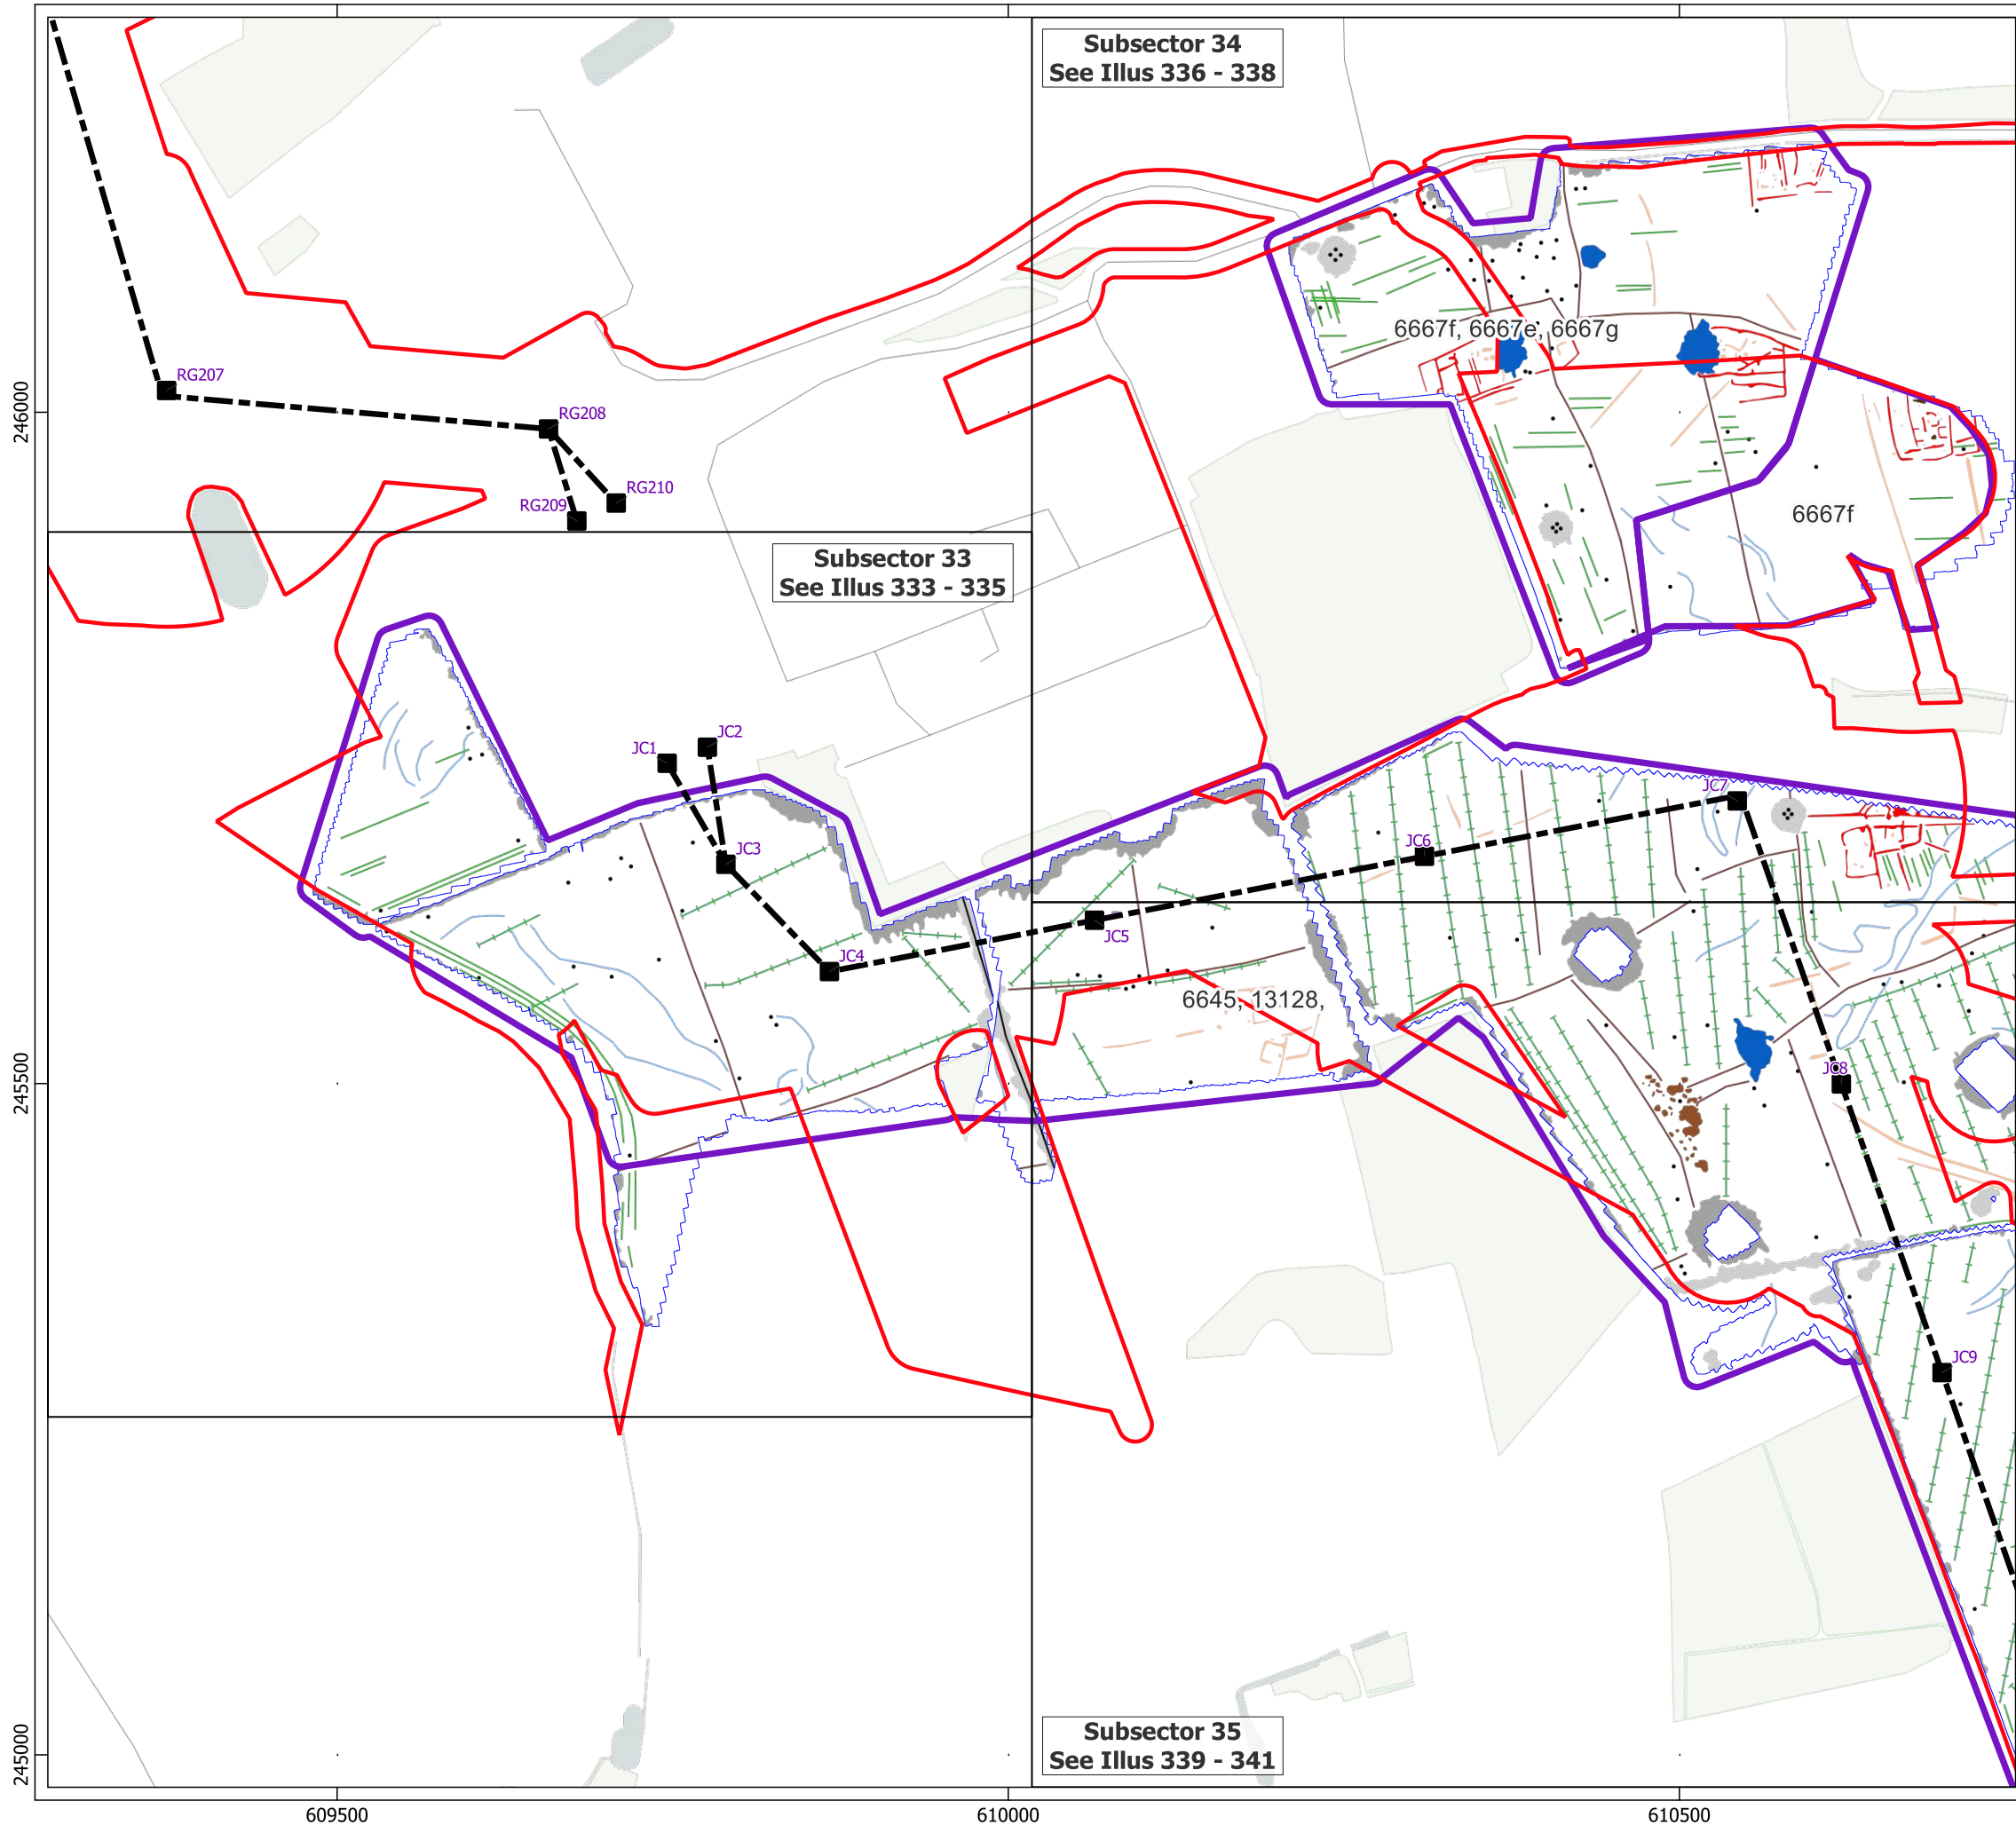 Subsector 34
See Illus 336 - 338
6667f, 6667e, 6667g
RG207
RG208
246000
RG210
RG209
6667f
Subsector 33
See Illus 333 - 335
JC2
JC1
JC7
JC6
JC3
JC5
JC4
6645, 13128,
JC8
245500
JC9
Subsector 35
See Illus 339 - 341
245000
609500
610000
610500